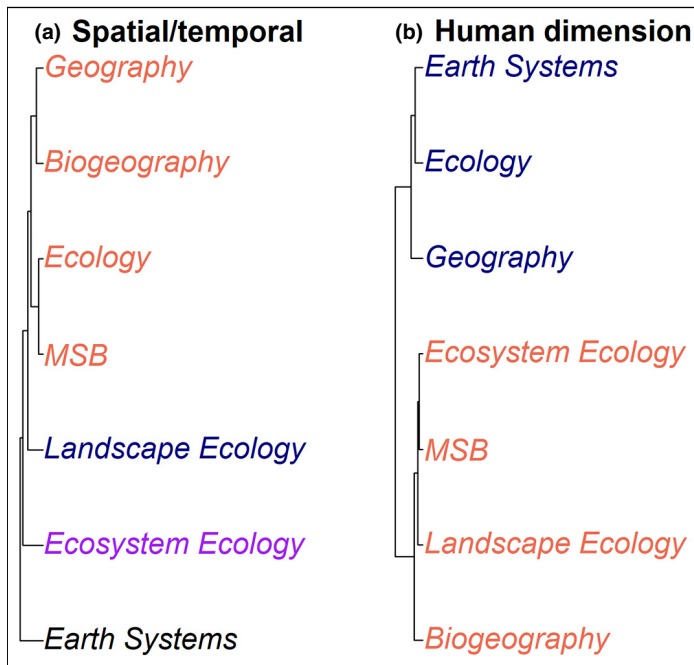 (a) Spatial/temporal
Geography
Biogeography
Ecology
MSB
Landscape Ecology
Ecosystem Ecology
Earth Systems
(b) Human dimension
Earth Systems
Ecology
Geography
Ecosystem Ecology
MSB
Landscape Ecology
Biogeography